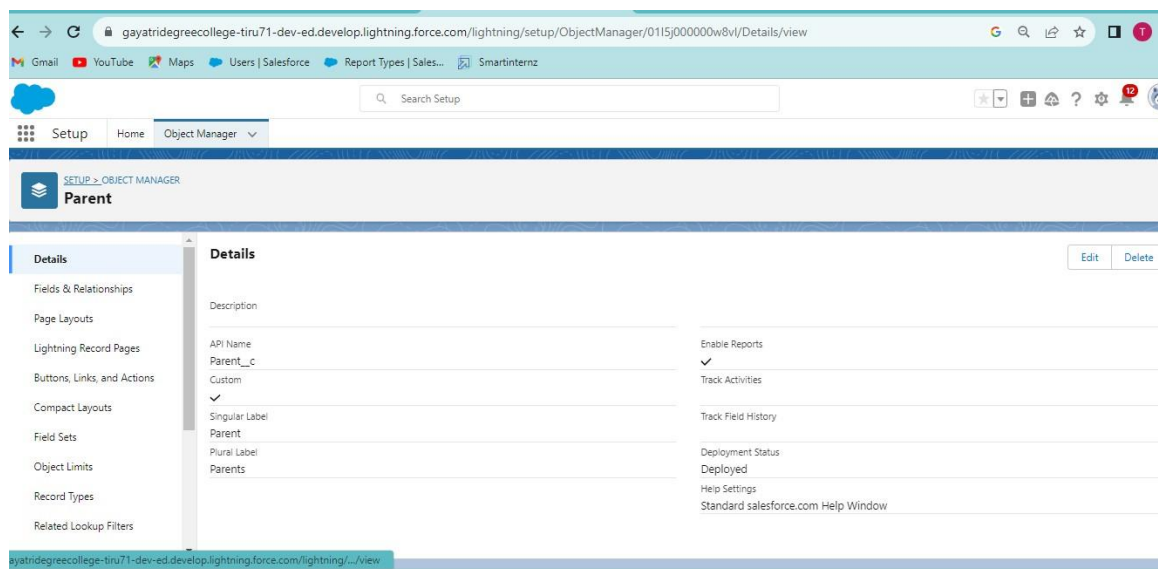 gayatridegreecollege-tiru71-dev-ed.develop.lightning.force.com/lightning/setup/ObjectManager/01I5j000000w8vl/Details/view
G
T
Gmail YouTube Maps Users | Salesforce Report Types | Sales... Smartinternz
Search Setup
12
Setup Home Object Manager
SETUP > OBJECT MANAGER
Parent
Details
Fields & Relationships
Page Layouts
Lightning Record Pages
Buttons, Links, and Actions
Compact Layouts
Field Sets
Object Limits
Record Types
Related Lookup Filters
Details
Edit Delete
Description
API Name
Parent__c
Custom
Singular Label
Parent
Plural Label
Parents
Enable Reports
Track Activities
Track Field History
Deployment Status
Deployed
Help Settings
Standard salesforce.com Help Window
ayatridegreecollege-tiru71-dev-ed.develop.lightning.force.com/lightning/.../view